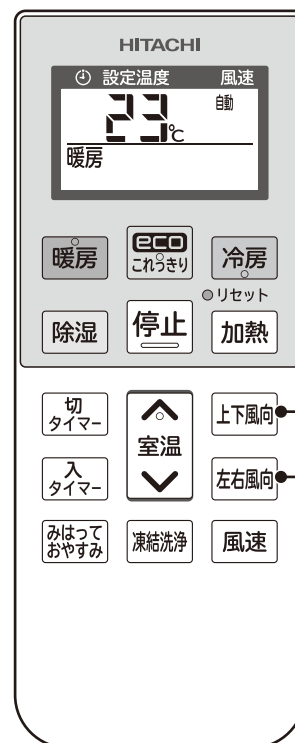 HITACHI
設定温度 風速
23℃ 自動
暖房
暖房 eco これっきり 冷房
リセット
除湿 停止 加熱
切タイマー 室温 上下風向
入タイマー 左右風向
みはっておやすみ 凍結洗浄 風速